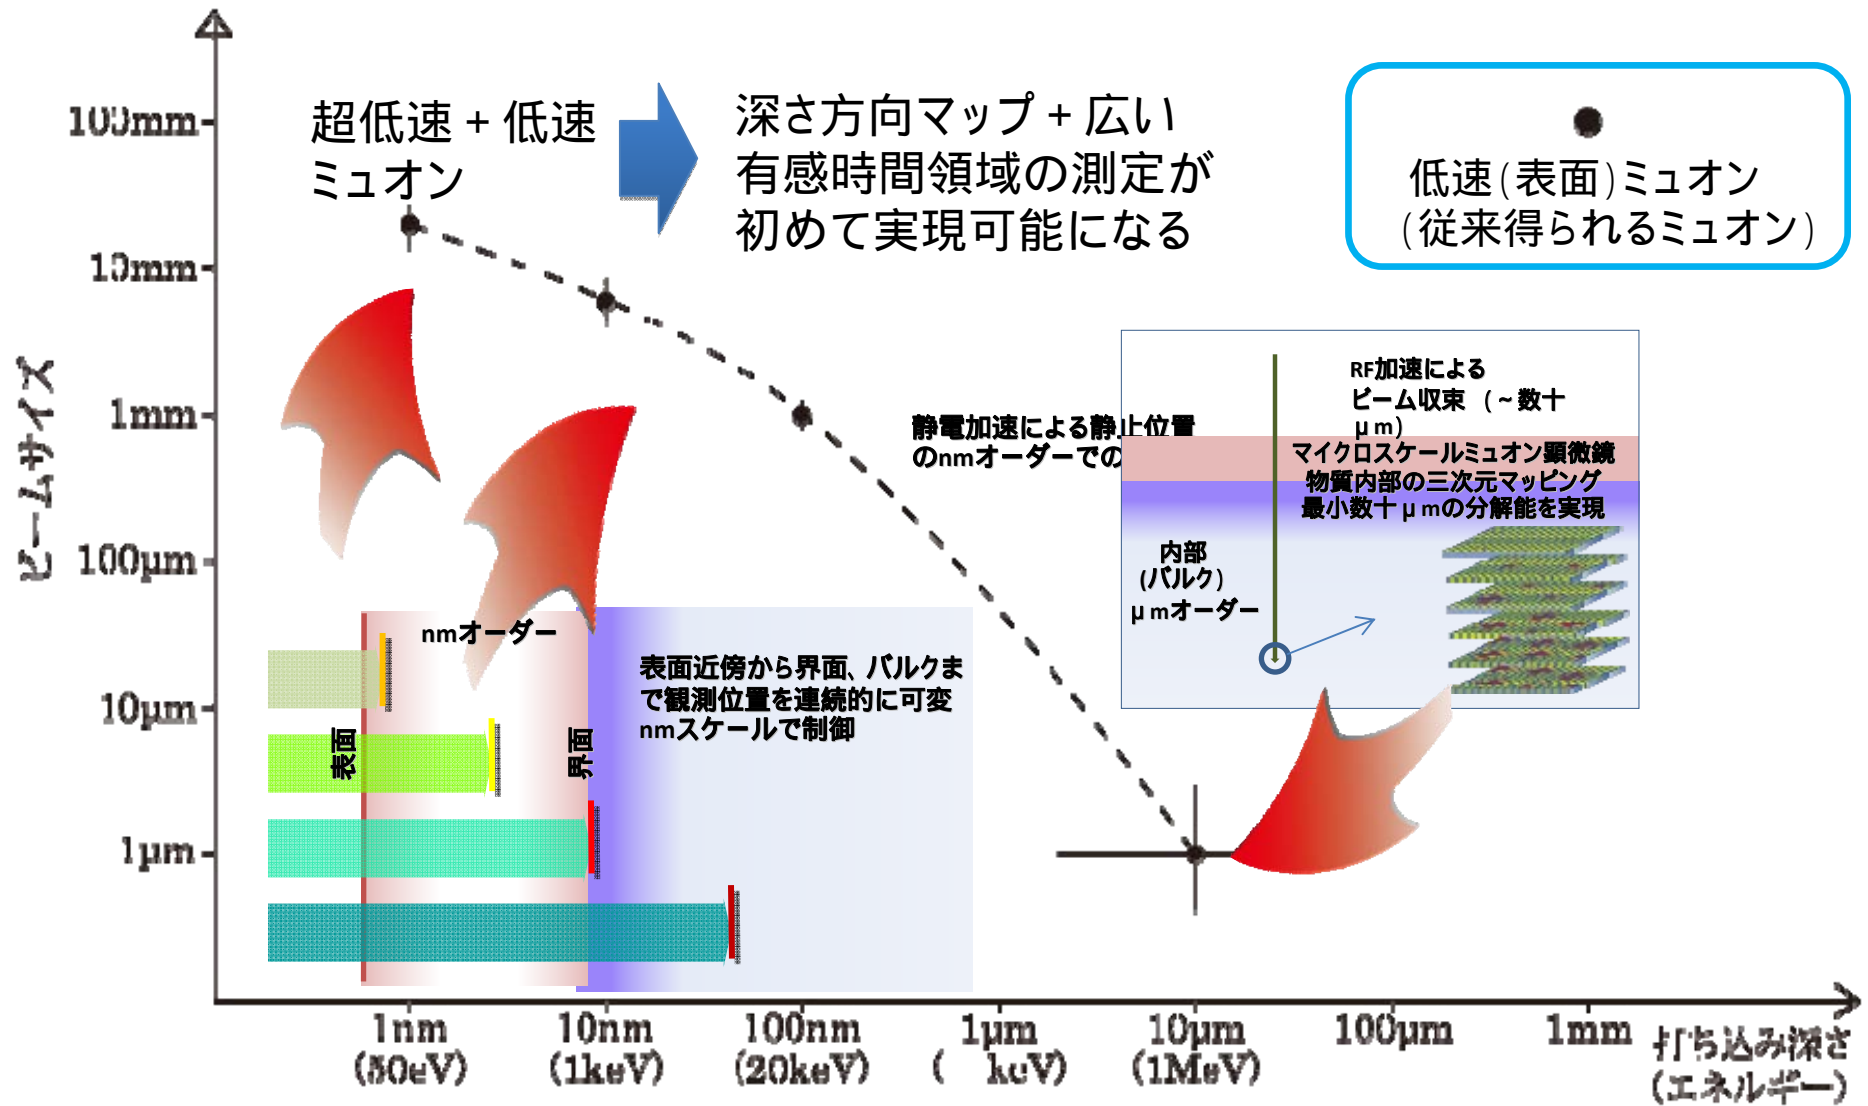 超低速+低速
ミュオン
深さ方向マップ+広い
有感時間領域の測定が
初めて実現可能になる
低速(表面)ミュオン
(従来得られるミュオン)
ビームサイズ
100mm
10mm
1mm
100μm
10μm
1μm
静電加速による静止位置
のnmオーダーでの
RF加速による
ビーム収束 (~数十
μm)
マイクロスケールミュオン顕微鏡
物質内部の三次元マッピング
最小数十μmの分解能を実現
内部
(バルク)
μmオーダー
nmオーダー
表面
界面
表面近傍から界面、バルクま
で観測位置を連続的に可変
nmスケールで制御
1nm
(50eV)
10nm
(1keV)
100nm
(20keV)
1μm
( keV)
10μm
(1MeV)
100μm
1mm
打ち込み深さ
(エネルギー)